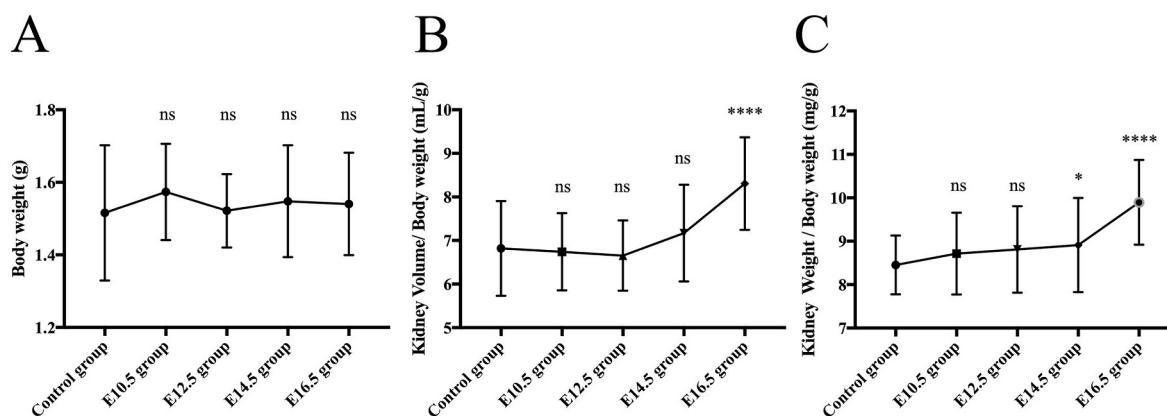 A
Body weight (g)
1.8
1.6
1.4
1.2
ns
ns
ns
ns
Control group
E10.5 group
E12.5 group
E14.5 group
E16.5 group
B
Kidney Volume/ Body weight (mL/g)
10
9
8
7
6
5
ns
ns
ns
****
Control group
E10.5 group
E12.5 group
E14.5 group
E16.5 group
C
Kidney Weight / Body weight (mg/g)
12
11
10
9
8
7
ns
ns
*
****
Control group
E10.5 group
E12.5 group
E14.5 group
E16.5 group